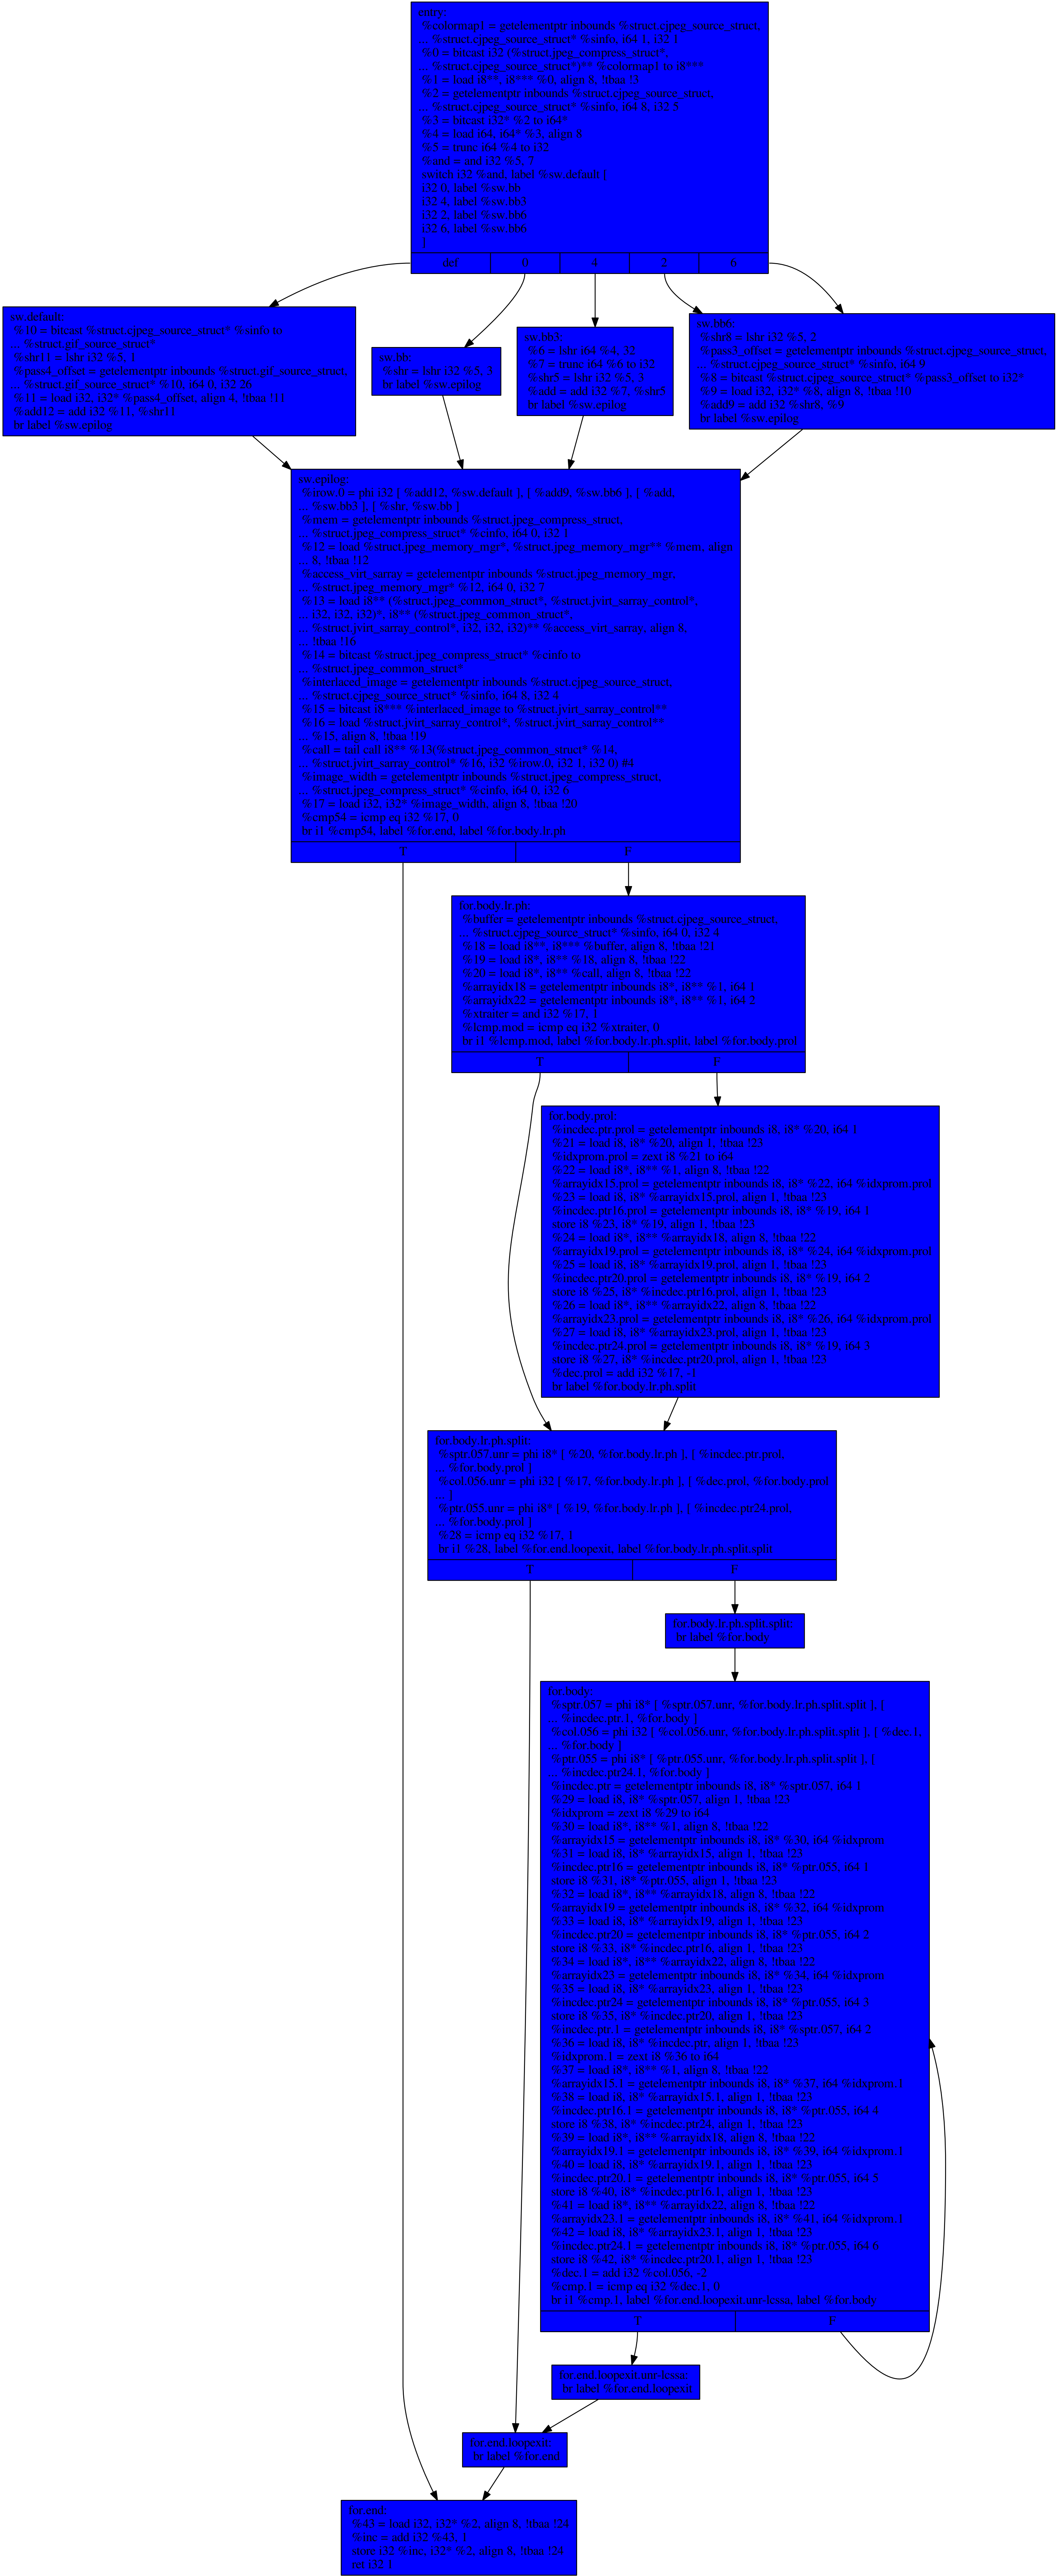 entry:
%colormap1 = getelementptr inbounds %struct.cjpeg_source_struct,
... %struct.cjpeg_source_struct* %sinfo, i64 1, i32 1
%0 = bitcast i32 (%struct.jpeg_compress_struct*,
... %struct.cjpeg_source_struct*)** %colormap1 to i8***
%1 = load i8**, i8*** %0, align 8, !tbaa !3
%2 = getelementptr inbounds %struct.cjpeg_source_struct,
... %struct.cjpeg_source_struct* %sinfo, i64 8, i32 5
%3 = bitcast i32* %2 to i64*
%4 = load i64, i64* %3, align 8
%5 = trunc i64 %4 to i32
%and = and i32 %5, 7
switch i32 %and, label %sw.default [
i32 0, label %sw.bb
i32 4, label %sw.bb3
i32 2, label %sw.bb6
i32 6, label %sw.bb6
]
def 0 4 2 6
sw.default:
%10 = bitcast %struct.cjpeg_source_struct* %sinfo to
... %struct.gif_source_struct*
%shr11 = lshr i32 %5, 1
%pass4_offset = getelementptr inbounds %struct.gif_source_struct,
... %struct.gif_source_struct* %10, i64 0, i32 26
%11 = load i32, i32* %pass4_offset, align 4, !tbaa !11
%add12 = add i32 %11, %shr11
br label %sw.epilog
sw.bb:
%shr = lshr i32 %5, 3
br label %sw.epilog
sw.bb3:
%6 = lshr i64 %4, 32
%7 = trunc i64 %6 to i32
%shr5 = lshr i32 %5, 3
%add = add i32 %7, %shr5
br label %sw.epilog
sw.bb6:
%shr8 = lshr i32 %5, 2
%pass3_offset = getelementptr inbounds %struct.cjpeg_source_struct,
... %struct.cjpeg_source_struct* %sinfo, i64 9
%8 = bitcast %struct.cjpeg_source_struct* %pass3_offset to i32*
%9 = load i32, i32* %8, align 8, !tbaa !10
%add9 = add i32 %shr8, %9
br label %sw.epilog
sw.epilog:
%irow.0 = phi i32 [ %add12, %sw.default ], [ %add9, %sw.bb6 ], [ %add,
... %sw.bb3 ], [ %shr, %sw.bb ]
%mem = getelementptr inbounds %struct.jpeg_compress_struct,
... %struct.jpeg_compress_struct* %cinfo, i64 0, i32 1
%12 = load %struct.jpeg_memory_mgr*, %struct.jpeg_memory_mgr** %mem, align
... 8, !tbaa !12
%access_virt_sarray = getelementptr inbounds %struct.jpeg_memory_mgr,
... %struct.jpeg_memory_mgr* %12, i64 0, i32 7
%13 = load i8** (%struct.jpeg_common_struct*, %struct.jvirt_sarray_control*,
... i32, i32, i32)*, i8** (%struct.jpeg_common_struct*,
... %struct.jvirt_sarray_control*, i32, i32, i32)** %access_virt_sarray, align 8,
... !tbaa !16
%14 = bitcast %struct.jpeg_compress_struct* %cinfo to
... %struct.jpeg_common_struct*
%interlaced_image = getelementptr inbounds %struct.cjpeg_source_struct,
... %struct.cjpeg_source_struct* %sinfo, i64 8, i32 4
%15 = bitcast i8*** %interlaced_image to %struct.jvirt_sarray_control**
%16 = load %struct.jvirt_sarray_control*, %struct.jvirt_sarray_control**
... %15, align 8, !tbaa !19
%call = tail call i8** %13(%struct.jpeg_common_struct* %14,
... %struct.jvirt_sarray_control* %16, i32 %irow.0, i32 1, i32 0) #4
%image_width = getelementptr inbounds %struct.jpeg_compress_struct,
... %struct.jpeg_compress_struct* %cinfo, i64 0, i32 6
%17 = load i32, i32* %image_width, align 8, !tbaa !20
%cmp54 = icmp eq i32 %17, 0
br i1 %cmp54, label %for.end, label %for.body.lr.ph
T F
for.body.lr.ph:
%buffer = getelementptr inbounds %struct.cjpeg_source_struct,
... %struct.cjpeg_source_struct* %sinfo, i64 0, i32 4
%18 = load i8**, i8*** %buffer, align 8, !tbaa !21
%19 = load i8*, i8** %18, align 8, !tbaa !22
%20 = load i8*, i8** %call, align 8, !tbaa !22
%arrayidx18 = getelementptr inbounds i8*, i8** %1, i64 1
%arrayidx22 = getelementptr inbounds i8*, i8** %1, i64 2
%xtraiter = and i32 %17, 1
%lcmp.mod = icmp eq i32 %xtraiter, 0
br i1 %lcmp.mod, label %for.body.lr.ph.split, label %for.body.prol
T F
for.body.prol:
%incdec.ptr.prol = getelementptr inbounds i8, i8* %20, i64 1
%21 = load i8, i8* %20, align 1, !tbaa !23
%idxprom.prol = zext i8 %21 to i64
%22 = load i8*, i8** %1, align 8, !tbaa !22
%arrayidx15.prol = getelementptr inbounds i8, i8* %22, i64 %idxprom.prol
%23 = load i8, i8* %arrayidx15.prol, align 1, !tbaa !23
%incdec.ptr16.prol = getelementptr inbounds i8, i8* %19, i64 1
store i8 %23, i8* %19, align 1, !tbaa !23
%24 = load i8*, i8** %arrayidx18, align 8, !tbaa !22
%arrayidx19.prol = getelementptr inbounds i8, i8* %24, i64 %idxprom.prol
%25 = load i8, i8* %arrayidx19.prol, align 1, !tbaa !23
%incdec.ptr20.prol = getelementptr inbounds i8, i8* %19, i64 2
store i8 %25, i8* %incdec.ptr16.prol, align 1, !tbaa !23
%26 = load i8*, i8** %arrayidx22, align 8, !tbaa !22
%arrayidx23.prol = getelementptr inbounds i8, i8* %26, i64 %idxprom.prol
%27 = load i8, i8* %arrayidx23.prol, align 1, !tbaa !23
%incdec.ptr24.prol = getelementptr inbounds i8, i8* %19, i64 3
store i8 %27, i8* %incdec.ptr20.prol, align 1, !tbaa !23
%dec.prol = add i32 %17, -1
br label %for.body.lr.ph.split
for.body.lr.ph.split:
%sptr.057.unr = phi i8* [ %20, %for.body.lr.ph ], [ %incdec.ptr.prol,
... %for.body.prol ]
%col.056.unr = phi i32 [ %17, %for.body.lr.ph ], [ %dec.prol, %for.body.prol
... ]
%ptr.055.unr = phi i8* [ %19, %for.body.lr.ph ], [ %incdec.ptr24.prol,
... %for.body.prol ]
%28 = icmp eq i32 %17, 1
br i1 %28, label %for.end.loopexit, label %for.body.lr.ph.split.split
T F
for.body.lr.ph.split.split:
br label %for.body
for.body:
%sptr.057 = phi i8* [ %sptr.057.unr, %for.body.lr.ph.split.split ], [
... %incdec.ptr.1, %for.body ]
%col.056 = phi i32 [ %col.056.unr, %for.body.lr.ph.split.split ], [ %dec.1,
... %for.body ]
%ptr.055 = phi i8* [ %ptr.055.unr, %for.body.lr.ph.split.split ], [
... %incdec.ptr24.1, %for.body ]
%incdec.ptr = getelementptr inbounds i8, i8* %sptr.057, i64 1
%29 = load i8, i8* %sptr.057, align 1, !tbaa !23
%idxprom = zext i8 %29 to i64
%30 = load i8*, i8** %1, align 8, !tbaa !22
%arrayidx15 = getelementptr inbounds i8, i8* %30, i64 %idxprom
%31 = load i8, i8* %arrayidx15, align 1, !tbaa !23
%incdec.ptr16 = getelementptr inbounds i8, i8* %ptr.055, i64 1
store i8 %31, i8* %ptr.055, align 1, !tbaa !23
%32 = load i8*, i8** %arrayidx18, align 8, !tbaa !22
%arrayidx19 = getelementptr inbounds i8, i8* %32, i64 %idxprom
%33 = load i8, i8* %arrayidx19, align 1, !tbaa !23
%incdec.ptr20 = getelementptr inbounds i8, i8* %ptr.055, i64 2
store i8 %33, i8* %incdec.ptr16, align 1, !tbaa !23
%34 = load i8*, i8** %arrayidx22, align 8, !tbaa !22
%arrayidx23 = getelementptr inbounds i8, i8* %34, i64 %idxprom
%35 = load i8, i8* %arrayidx23, align 1, !tbaa !23
%incdec.ptr24 = getelementptr inbounds i8, i8* %ptr.055, i64 3
store i8 %35, i8* %incdec.ptr20, align 1, !tbaa !23
%incdec.ptr.1 = getelementptr inbounds i8, i8* %sptr.057, i64 2
%36 = load i8, i8* %incdec.ptr, align 1, !tbaa !23
%idxprom.1 = zext i8 %36 to i64
%37 = load i8*, i8** %1, align 8, !tbaa !22
%arrayidx15.1 = getelementptr inbounds i8, i8* %37, i64 %idxprom.1
%38 = load i8, i8* %arrayidx15.1, align 1, !tbaa !23
%incdec.ptr16.1 = getelementptr inbounds i8, i8* %ptr.055, i64 4
store i8 %38, i8* %incdec.ptr24, align 1, !tbaa !23
%39 = load i8*, i8** %arrayidx18, align 8, !tbaa !22
%arrayidx19.1 = getelementptr inbounds i8, i8* %39, i64 %idxprom.1
%40 = load i8, i8* %arrayidx19.1, align 1, !tbaa !23
%incdec.ptr20.1 = getelementptr inbounds i8, i8* %ptr.055, i64 5
store i8 %40, i8* %incdec.ptr16.1, align 1, !tbaa !23
%41 = load i8*, i8** %arrayidx22, align 8, !tbaa !22
%arrayidx23.1 = getelementptr inbounds i8, i8* %41, i64 %idxprom.1
%42 = load i8, i8* %arrayidx23.1, align 1, !tbaa !23
%incdec.ptr24.1 = getelementptr inbounds i8, i8* %ptr.055, i64 6
store i8 %42, i8* %incdec.ptr20.1, align 1, !tbaa !23
%dec.1 = add i32 %col.056, -2
%cmp.1 = icmp eq i32 %dec.1, 0
br i1 %cmp.1, label %for.end.loopexit.unr-lcssa, label %for.body
T F
for.end.loopexit.unr-lcssa:
br label %for.end.loopexit
for.end.loopexit:
br label %for.end
for.end:
%43 = load i32, i32* %2, align 8, !tbaa !24
%inc = add i32 %43, 1
store i32 %inc, i32* %2, align 8, !tbaa !24
ret i32 1